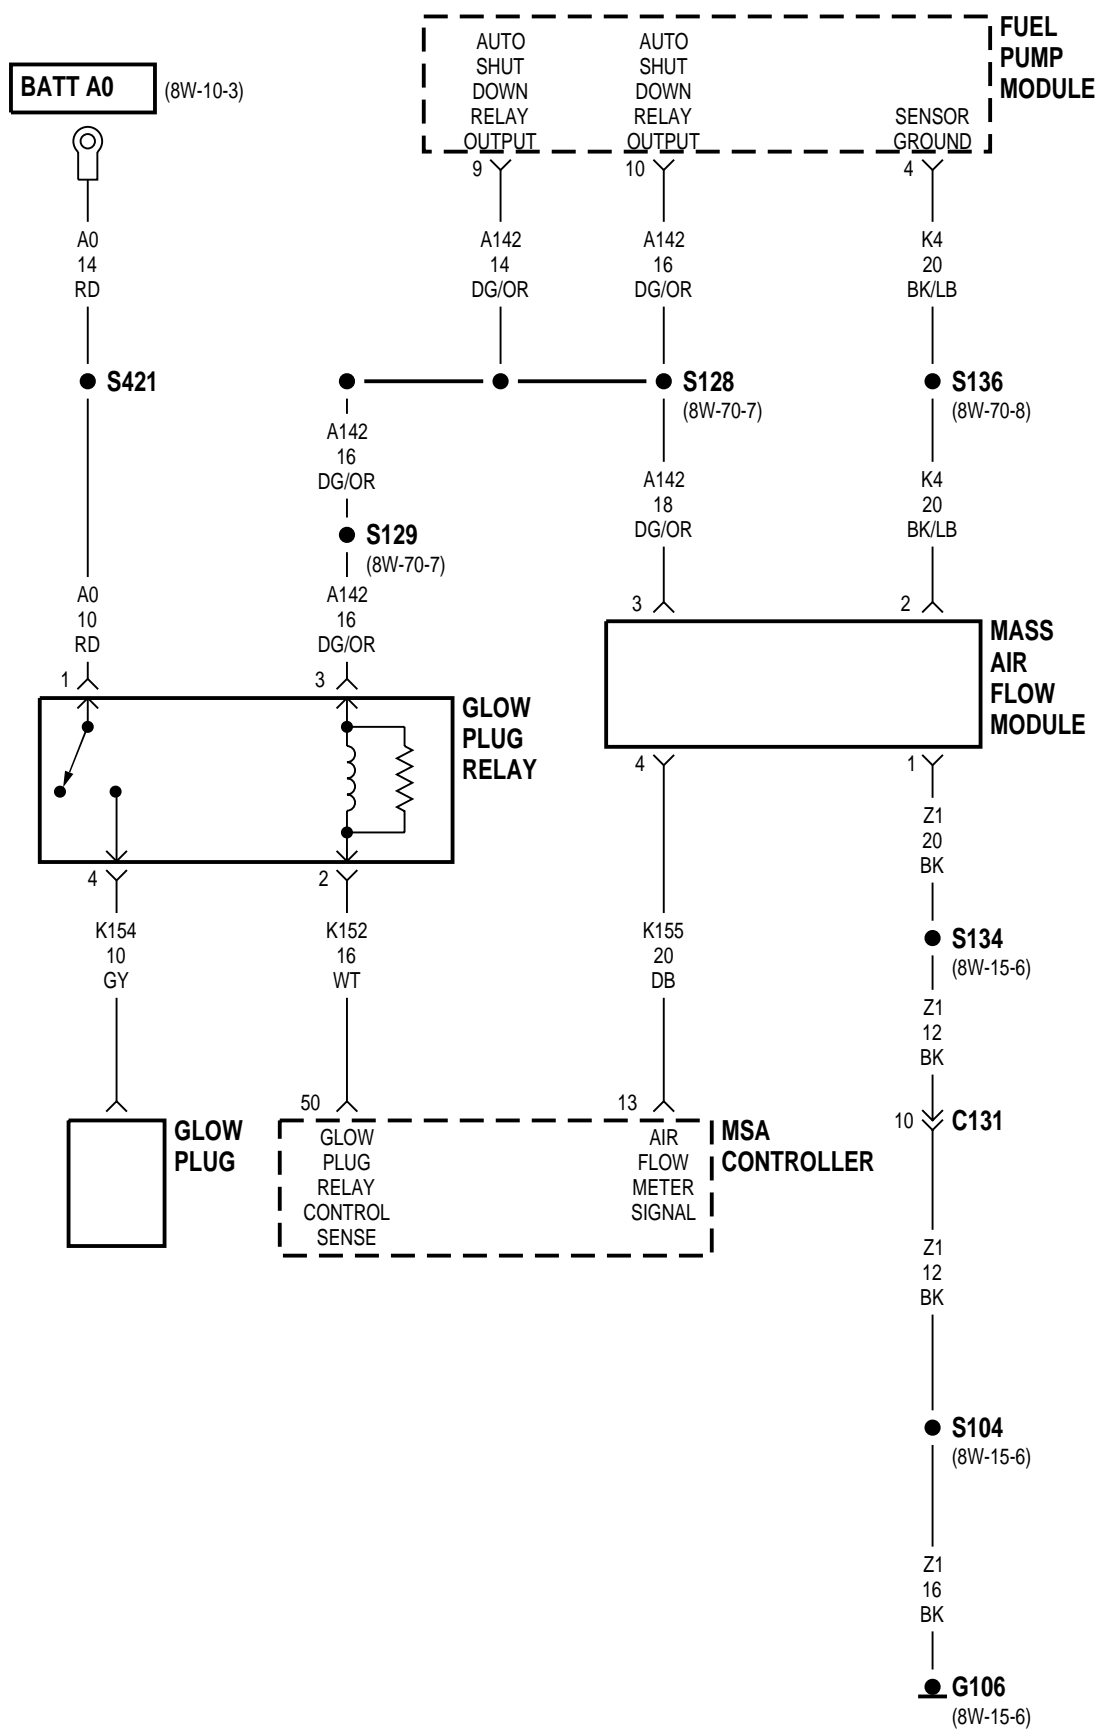 FUEL
PUMP
MODULE
AUTO
SHUT
DOWN
RELAY
OUTPUT
AUTO
SHUT
DOWN
RELAY
OUTPUT
SENSOR
GROUND
BATT A0
(8W-10-3)
9
10
4
A0
14
RD
A142
14
DG/OR
A142
16
DG/OR
K4
20
BK/LB
S421
S128
(8W-70-7)
S136
(8W-70-8)
A142
16
DG/OR
A142
18
DG/OR
K4
20
BK/LB
S129
(8W-70-7)
A0
10
RD
A142
16
DG/OR
3
2
1
3
MASS
AIR
FLOW
MODULE
GLOW
PLUG
RELAY
4
1
4
2
Z1
20
BK
K154
10
GY
K152
16
WT
K155
20
DB
S134
(8W-15-6)
Z1
12
BK
50
13
10
C131
GLOW
PLUG
GLOW
PLUG
RELAY
CONTROL
SENSE
AIR
FLOW
METER
SIGNAL
MSA
CONTROLLER
Z1
12
BK
S104
(8W-15-6)
Z1
16
BK
G106
(8W-15-6)